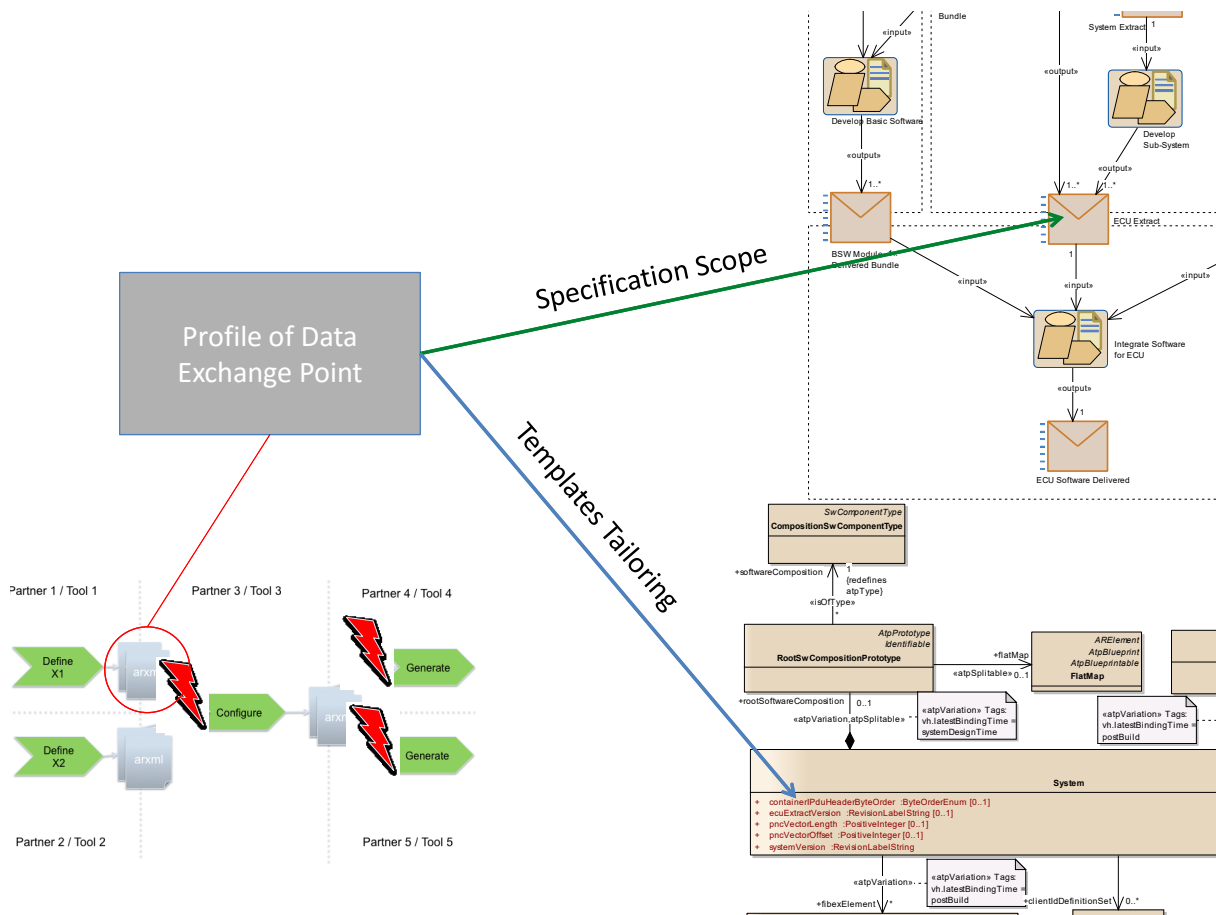 Bundle
System Extract
1
«input»
«input»
«output»
Develop Basic Software
Develop
Sub-System
«output»
«output»
1..*
1..*
1..*
ECU Extract
BSW Module
Delivered Bundle
1
«input»
«input»
«input»
Integrate Software
for ECU
«output»
1
ECU Software Delivered
Specification Scope
Profile of Data
Exchange Point
Templates Tailoring
SwComponentType
CompositionSwComponentType
+softwareComposition
1
{redefines
atpType}
«isOfType»
*
AtpPrototype
Identifiable
RootSwCompositionPrototype
+flatMap
«atpSplitable»
0..1
ARElement
AtpBlueprint
AtpBlueprintable
FlatMap
+rootSoftwareComposition
0..1
«atpVariation,atpSplitable»
«atpVariation» Tags:
vh.latestBindingTime =
systemDesignTime
«atpVariation» Tags:
vh.latestBindingTime =
postBuild
System
+ containerIPduHeaderByteOrder :ByteOrderEnum [0..1]
+ ecuExtractVersion :RevisionLabelString [0..1]
+ pncVectorLength :PositiveInteger [0..1]
+ pncVectorOffset :PositiveInteger [0..1]
+ systemVersion :RevisionLabelString
«atpVariation»
«atpVariation» Tags:
vh.latestBindingTime =
postBuild
+fibexElement
*
+clientIdDefinitionSet
0..*
Partner 1 / Tool 1
Partner 3 / Tool 3
Partner 4 / Tool 4
Define
X1
Generate
Configure
Define
X2
arxml
Generate
Partner 2 / Tool 2
Partner 5 / Tool 5